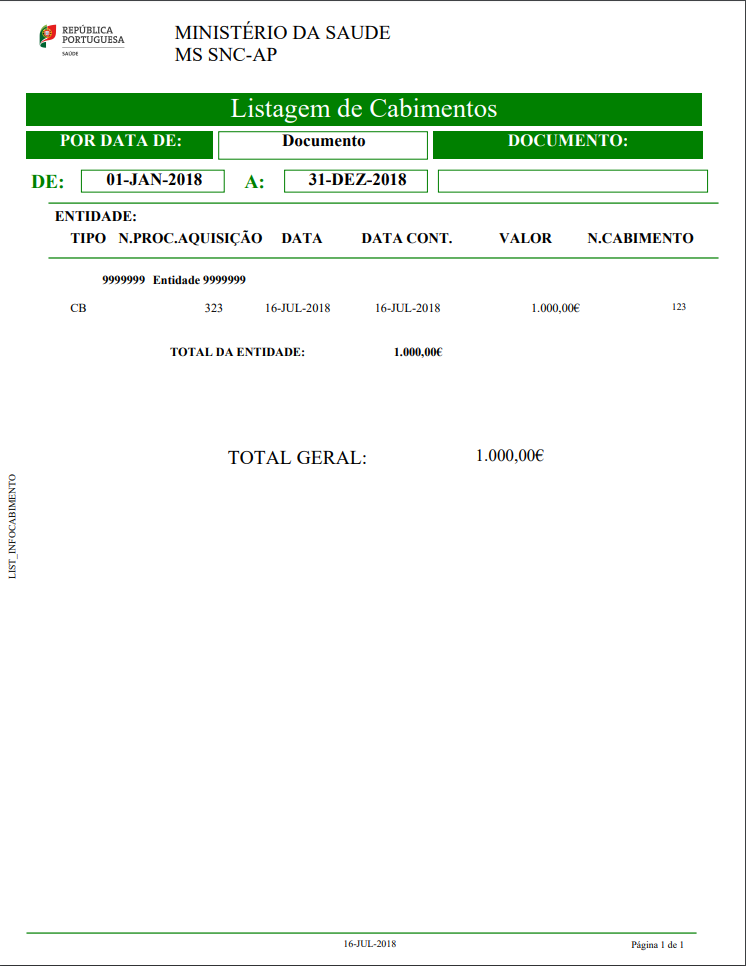 REPÚBLICA
PORTUGUESA
SAÚDE
MINISTÉRIO DA SAUDE
MS SNC-AP
Listagem de Cabimentos
POR DATA DE: Documento DOCUMENTO:
DE: 01-JAN-2018 A: 31-DEZ-2018
ENTIDADE:
TIPO N.PROC.AQUISIÇÃO DATA DATA CONT. VALOR N.CABIMENTO
9999999 Entidade 9999999
CB 323 16-JUL-2018 16-JUL-2018 1.000,00€ 123
TOTAL DA ENTIDADE: 1.000,00€
TOTAL GERAL: 1.000,00€
LIST_INFOCABIMENTO
16-JUL-2018 Página 1 de 1